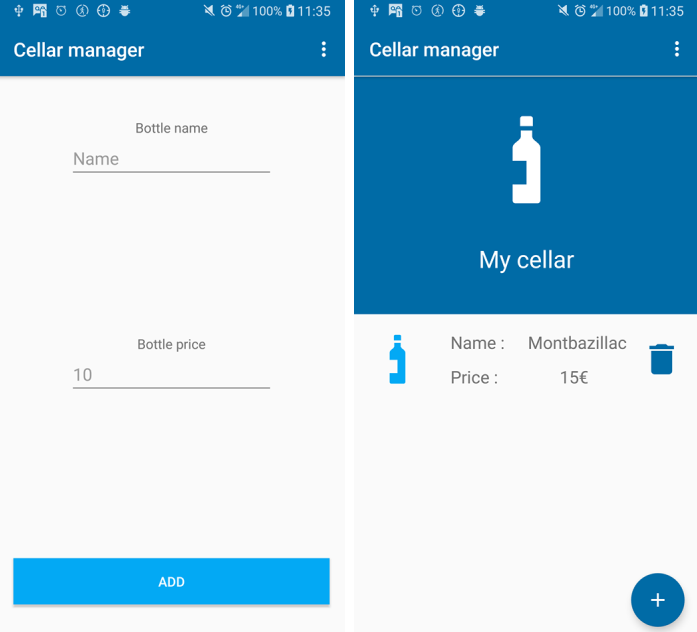 100% 11:35
Cellar manager
Bottle name
Name
Bottle price
10
ADD
100% 11:35
Cellar manager
My cellar
Name : Montbazillac
Price : 15€
+